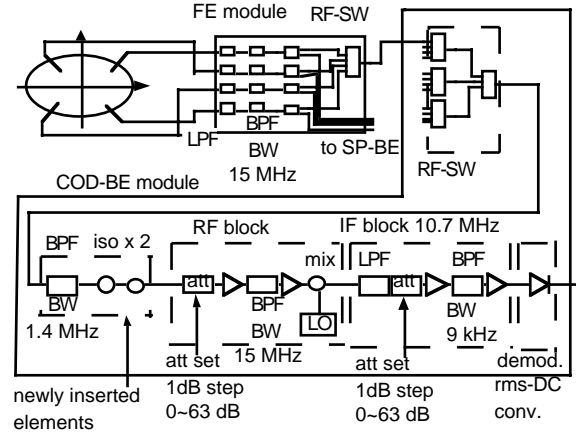 FE module
RF-SW
LPF
BPF
BW
15 MHz
to SP-BE
RF-SW
COD-BE module
BPF
iso x 2
BW
1.4 MHz
RF block
att
BPF
BW
15 MHz
mix
LO
IF block 10.7 MHz
LPF
att
BPF
BW
9 kHz
newly inserted
elements
att set
1dB step
0~63 dB
att set
1dB step
0~63 dB
demod.
rms-DC
conv.